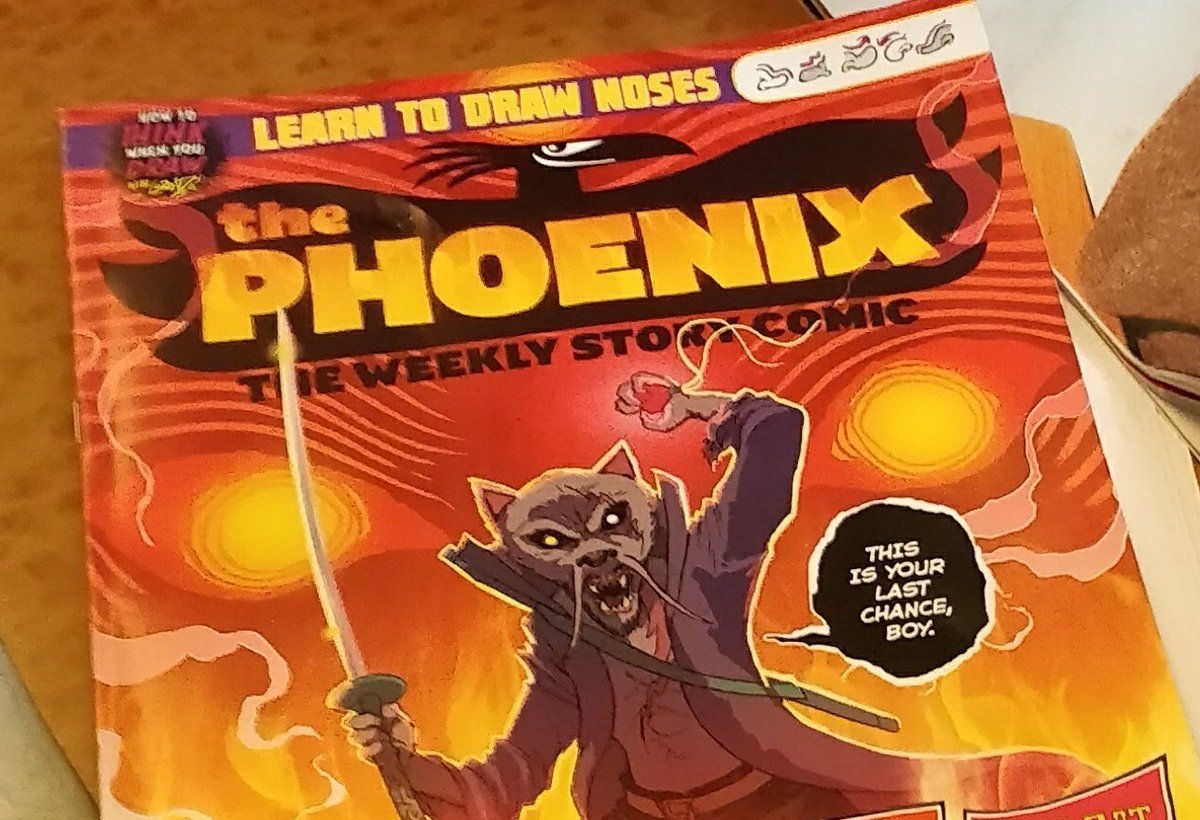 LEARN TO DRAW NOSES
HOW TO
THINK
WHEN YOU
DRAW
the
PHOENIX
THE WEEKLY STORY COMIC
THIS
IS YOUR
LAST
CHANCE,
BOY.